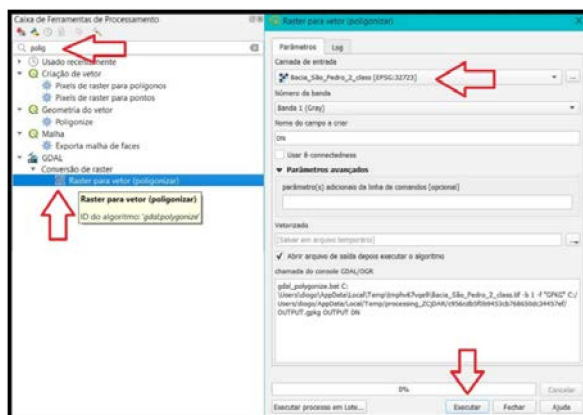 Caixa de Ferramentas de Processamento
polig
Usado recentemente
Criação de vetor
Pixels de raster para polígonos
Pixels de raster para pontos
Geometria do vetor
Poligonize
Malha
Exporta malha de faces
GDAL
Conversão de raster
Raster para vetor (poligonizar)
Raster para vetor (poligonizar)
ID do algoritmo: 'gdal:polygonize'
Raster para vetor (poligonizar)
Parâmetros Log
Camada de entrada
Bacia_São_Pedro_2_class [EPSG:32723]
Número da banda
Banda 1 (Gray)
Nome do campo a criar
DN
Usar 8-connectedness
Parâmetros avançados
parâmetro(s) adicionais da linha de comandos [opcional]
Vetorizado
[Salvar em arquivo temporário]
Abrir arquivo de saída depois executar o algoritmo
chamada do console GDAL/OGR
gdal_polygonize.bat C:
-b 1 -f "GPKG" C:/
OUTPUT.gpkg OUTPUT DN
0% Cancelar
Executar processo em Lote... Executar Fechar Ajuda